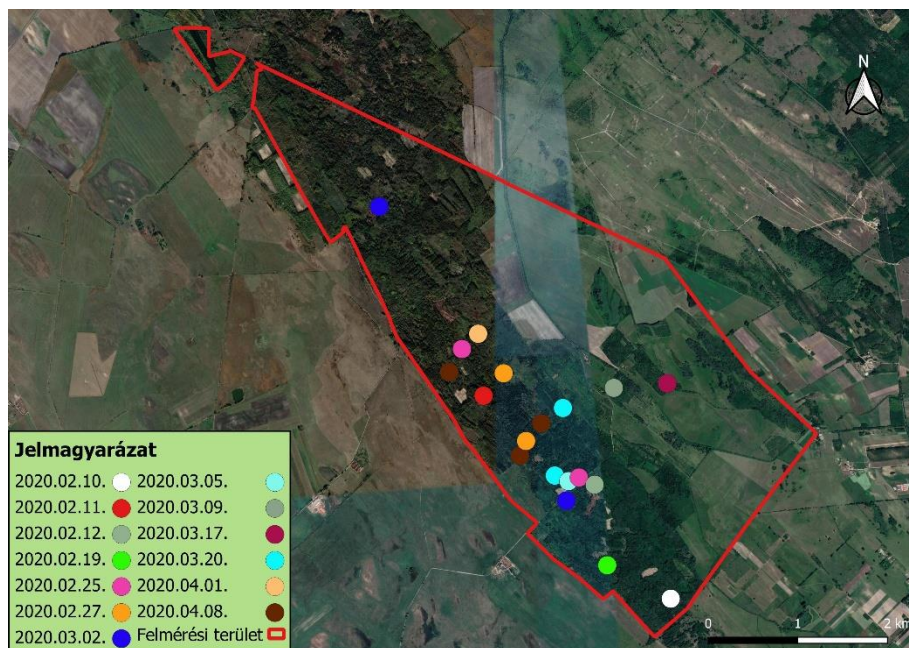 N
Jelmagyarázat
2020.02.10. 2020.03.05.
2020.02.11. 2020.03.09.
2020.02.12. 2020.03.17.
2020.02.19. 2020.03.20.
2020.02.25. 2020.04.01.
2020.02.27. 2020.04.08.
2020.03.02. Felmérési terület
0 1 2 km